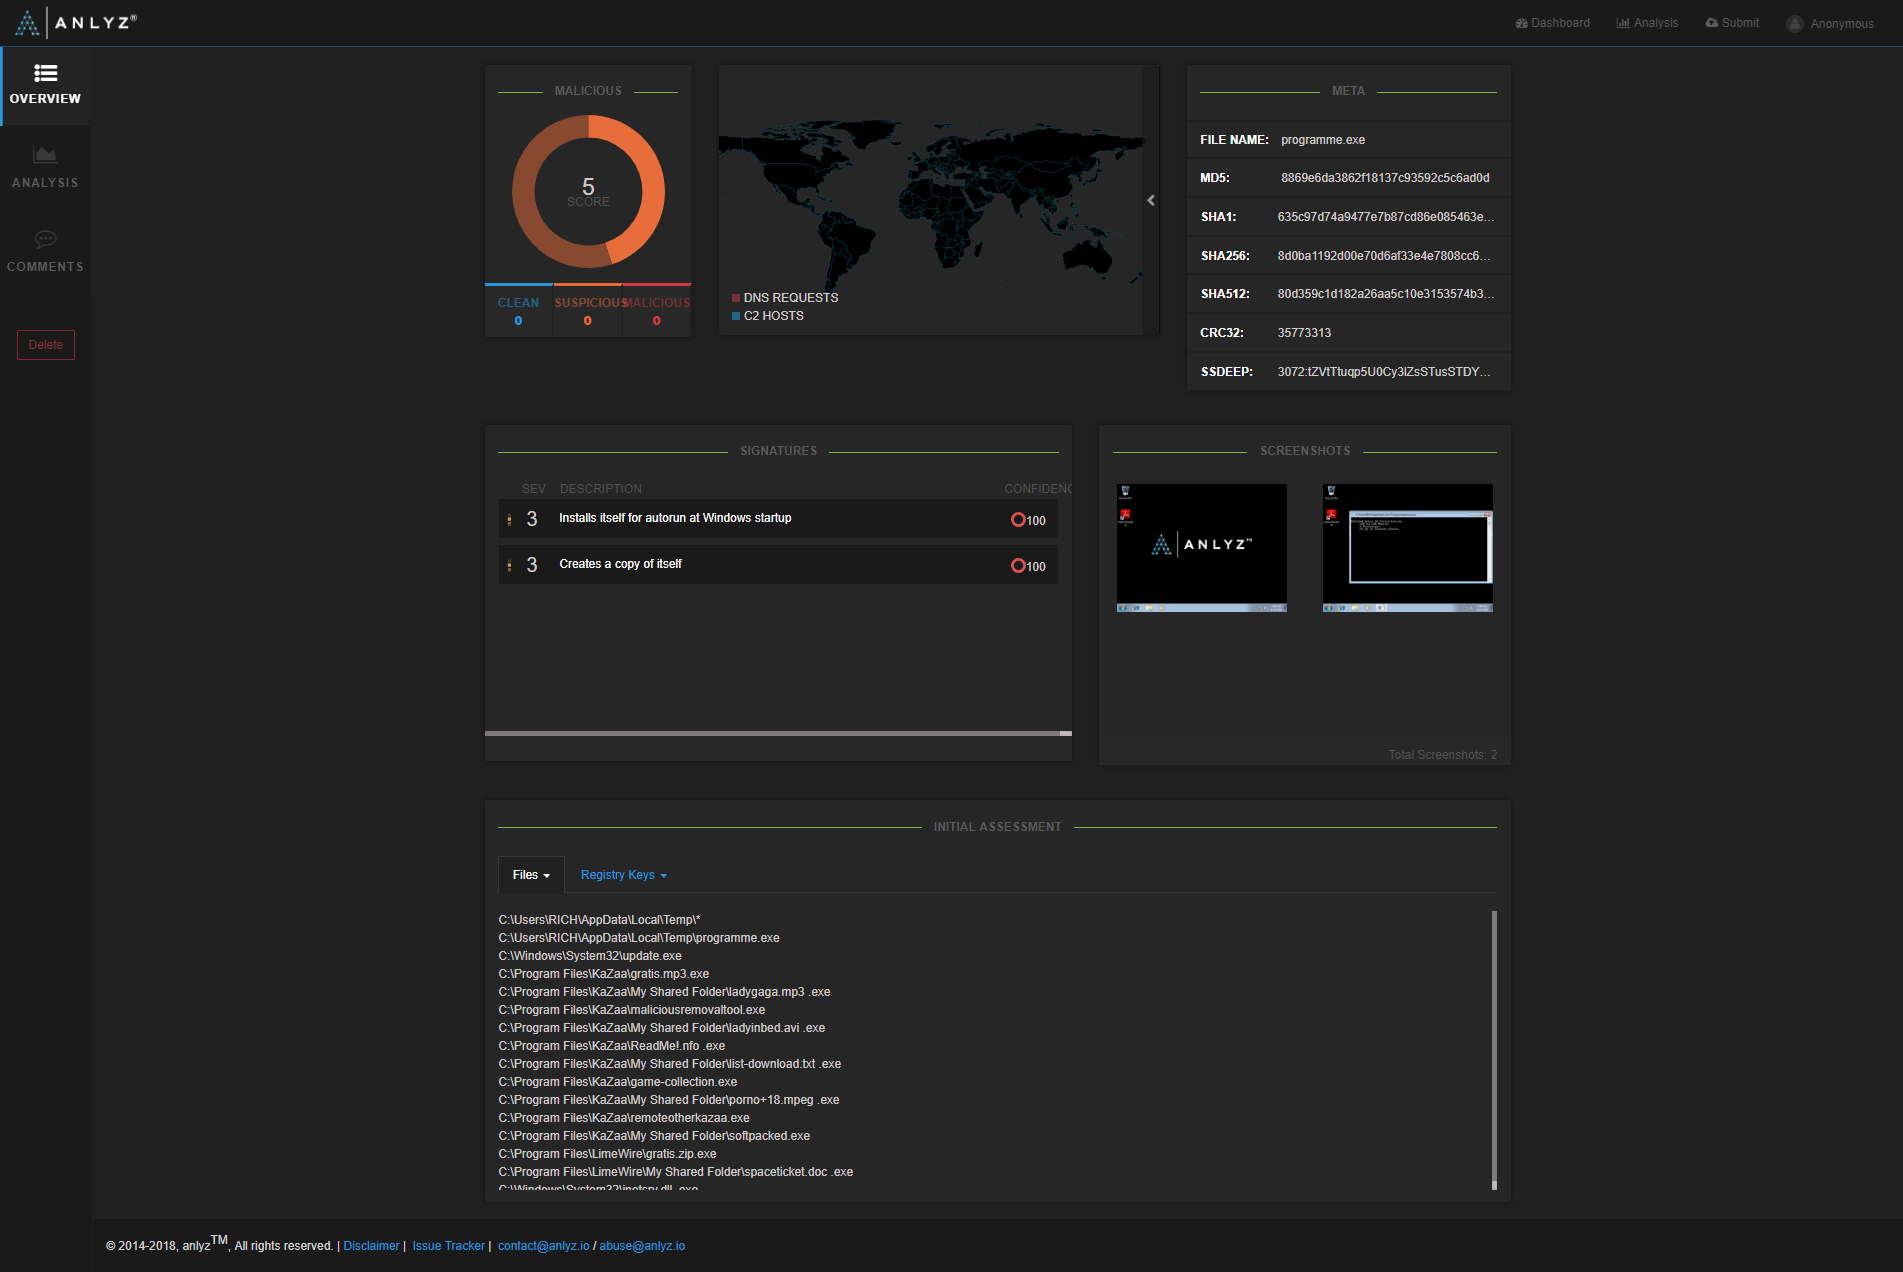 ANLYZ®
Dashboard
Analysis
Submit
Anonymous
OVERVIEW
ANALYSIS
COMMENTS
Delete
MALICIOUS
5
SCORE
CLEAN
0
SUSPICIOUS
0
MALICIOUS
0
DNS REQUESTS
C2 HOSTS
META
FILE NAME: programme.exe
MD5: 8869e6da3862f18137c93592c5c6ad0d
SHA1: 635c97d74a9477e7b87cd86e085463e...
SHA256: 8d0ba1192d00e70d6af33e4e7808cc6...
SHA512: 80d359c1d182a26aa5c10e3153574b3...
CRC32: 35773313
SSDEEP: 3072:tZVtTtuqp5U0Cy3lZsSTusSTDY...
SIGNATURES
SEV DESCRIPTION CONFIDENC
3 Installs itself for autorun at Windows startup 100
3 Creates a copy of itself 100
SCREENSHOTS
ANLYZ™
Total Screenshots: 2
INITIAL ASSESSMENT
Files
Registry Keys
C:\Users\RICH\AppData\Local\Temp\*
C:\Users\RICH\AppData\Local\Temp\programme.exe
C:\Windows\System32\update.exe
C:\Program Files\KaZaa\gratis.mp3.exe
C:\Program Files\KaZaa\My Shared Folder\ladygaga.mp3 .exe
C:\Program Files\KaZaa\maliciousremovaltool.exe
C:\Program Files\KaZaa\My Shared Folder\ladyinbed.avi .exe
C:\Program Files\KaZaa\ReadMe!.nfo .exe
C:\Program Files\KaZaa\My Shared Folder\list-download.txt .exe
C:\Program Files\KaZaa\game-collection.exe
C:\Program Files\KaZaa\My Shared Folder\porno+18.mpeg .exe
C:\Program Files\KaZaa\remoteotherkazaa.exe
C:\Program Files\KaZaa\My Shared Folder\softpacked.exe
C:\Program Files\LimeWire\gratis.zip.exe
C:\Program Files\LimeWire\My Shared Folder\spaceticket.doc .exe
C:\Windows\System32\inetsrv.dll .exe
© 2014-2018, anlyz™, All rights reserved. | Disclaimer | Issue Tracker | contact@anlyz.io / abuse@anlyz.io